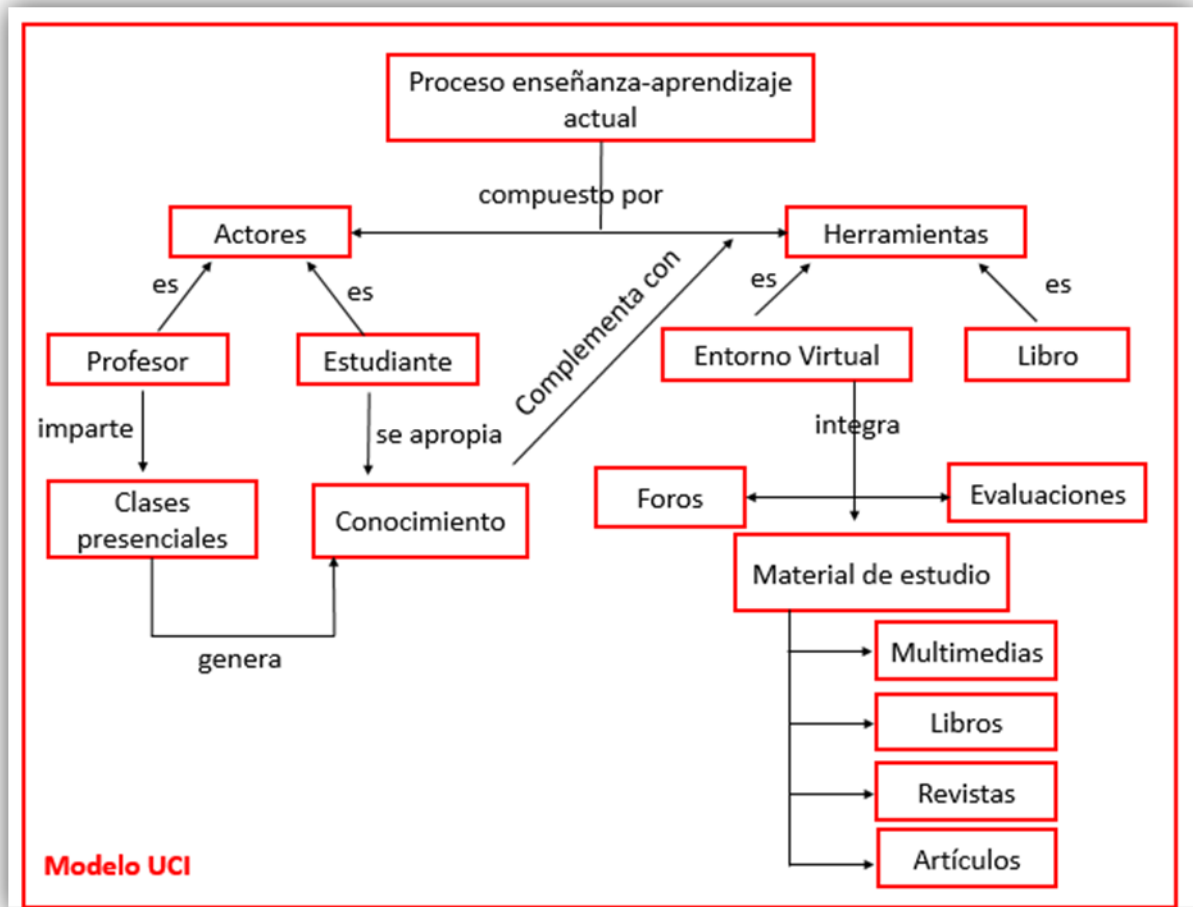 Proceso enseñanza-aprendizaje
actual
compuesto por
Actores
Herramientas
es
es
es
es
Profesor
Estudiante
Entorno Virtual
Libro
Complementa con
imparte
se apropia
integra
Clases
presenciales
Conocimiento
Foros
Evaluaciones
Material de estudio
genera
Multimedias
Libros
Revistas
Artículos
Modelo UCI